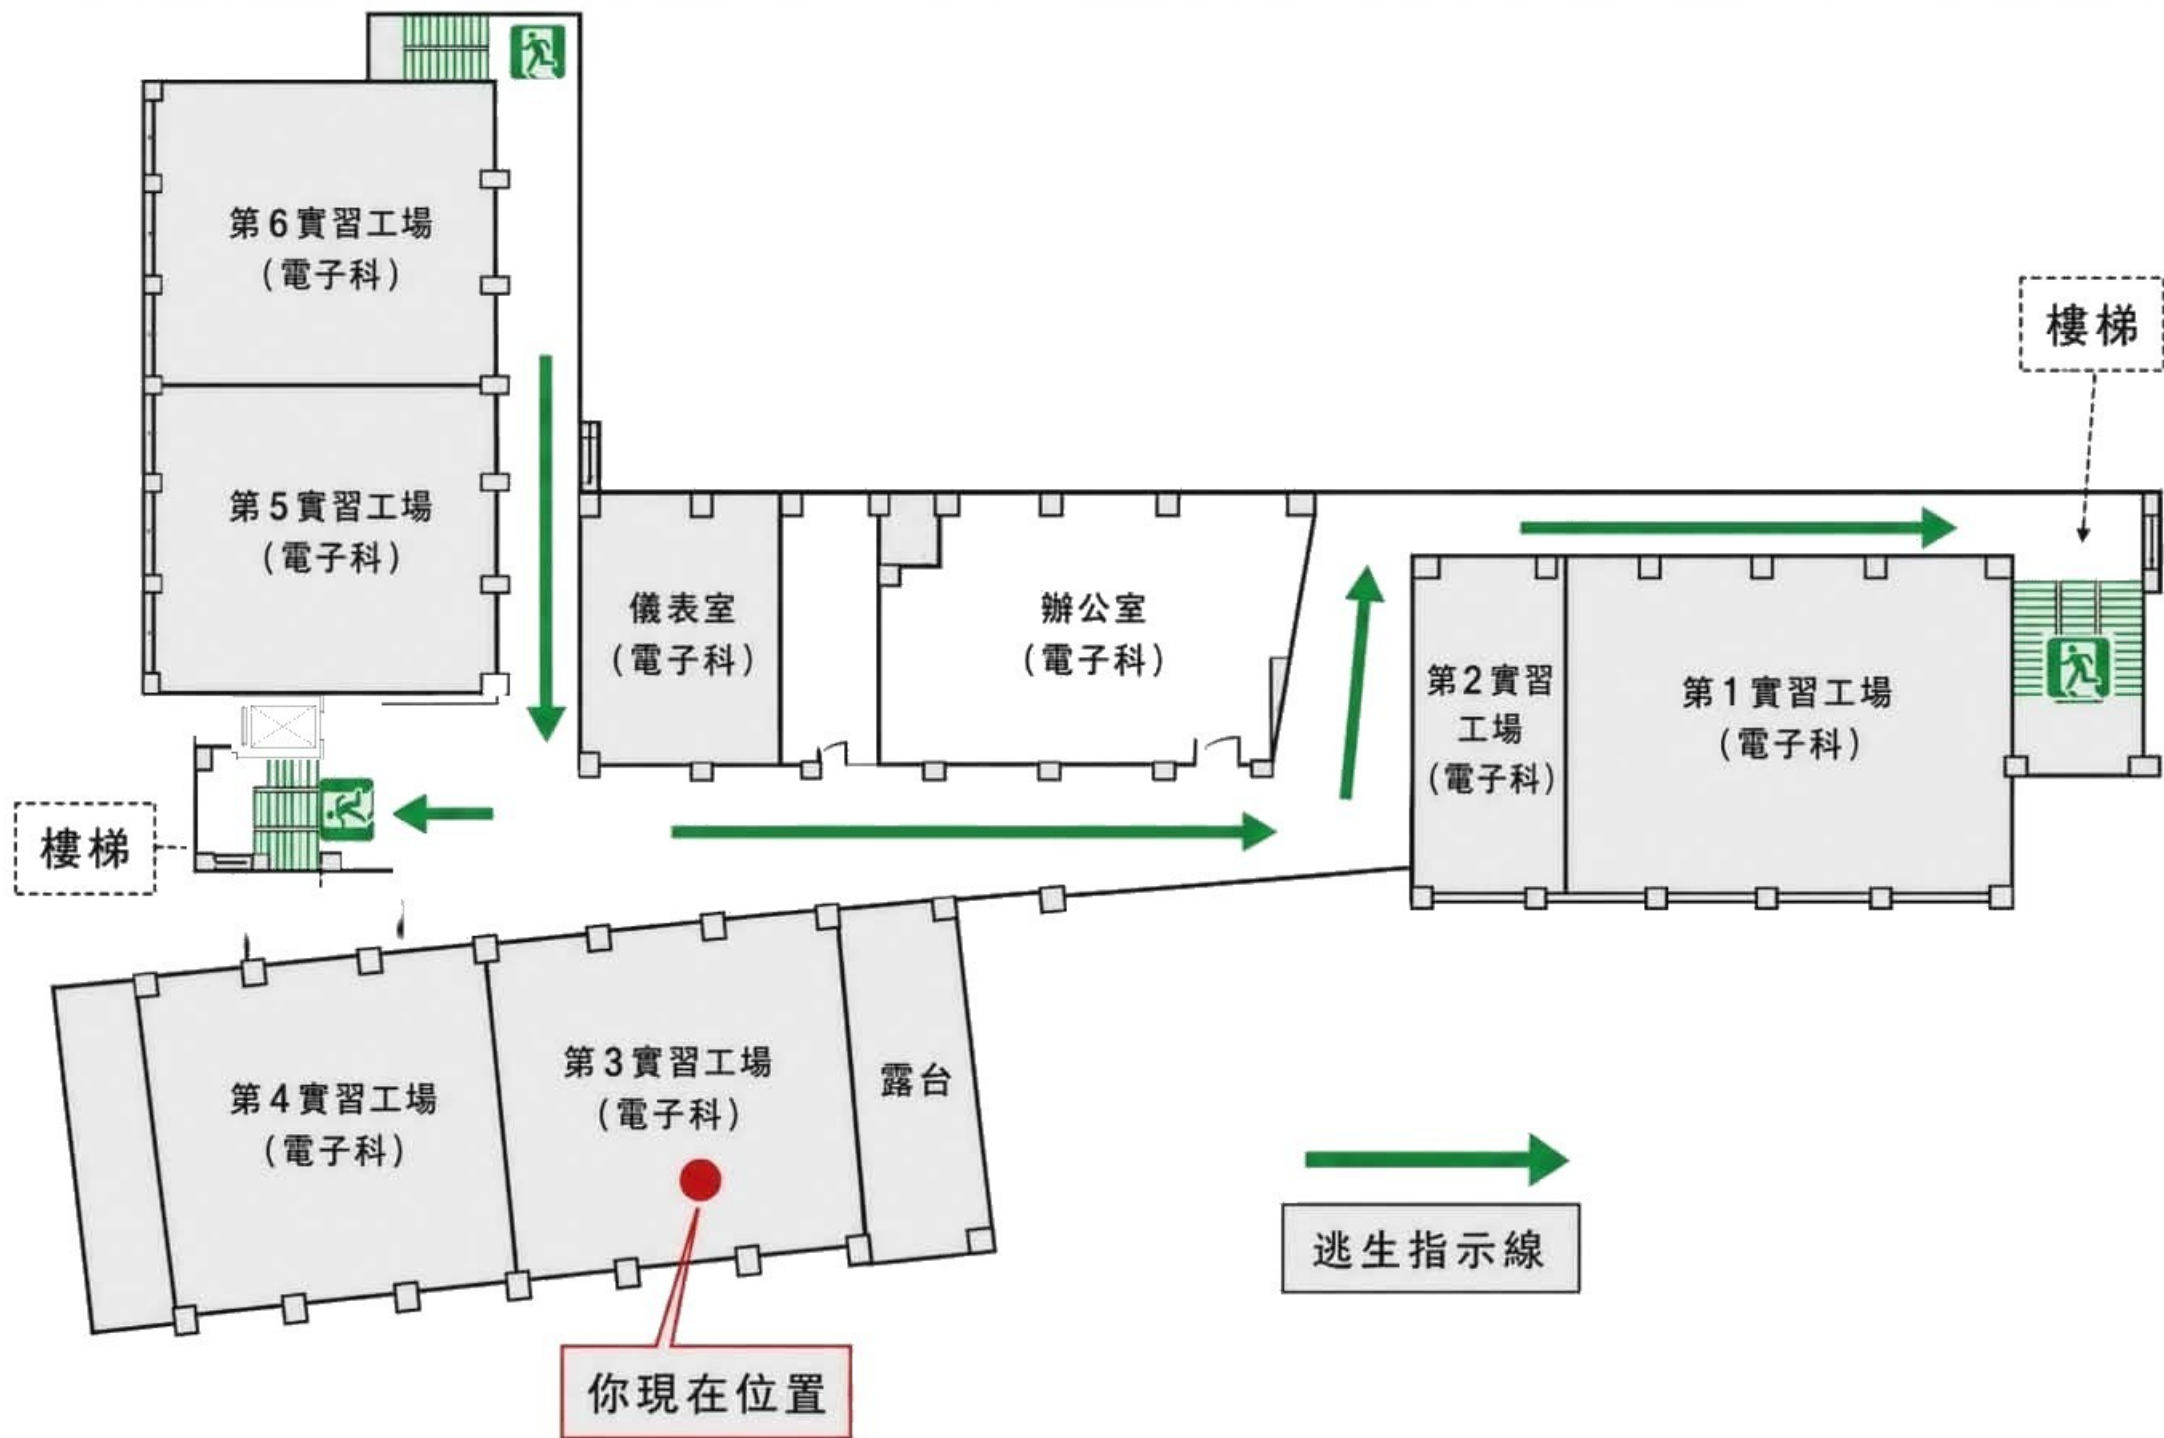 第6實習工場
(電子科)
樓梯
第5實習工場
(電子科)
儀表室
(電子科)
辦公室
(電子科)
第2實習
工場
(電子科)
第1實習工場
(電子科)
樓梯
第3實習工場
(電子科)
露台
第4實習工場
(電子科)
逃生指示線
你現在位置